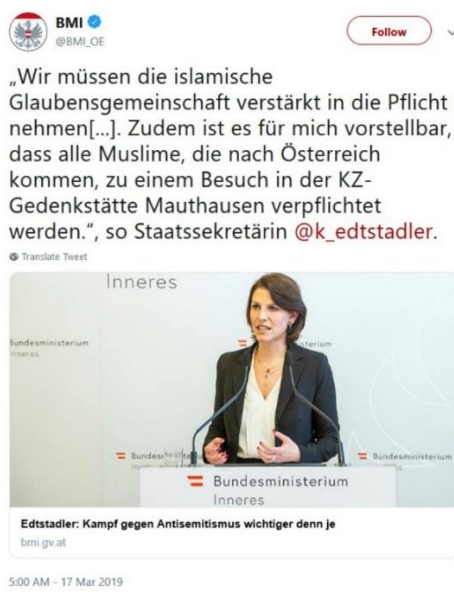 BMI
@BMI_OE
Follow
„Wir müssen die islamische
Glaubensgemeinschaft verstärkt in die Pflicht
nehmen[...]. Zudem ist es für mich vorstellbar,
dass alle Muslime, die nach Österreich
kommen, zu einem Besuch in der KZ-
Gedenkstätte Mauthausen verpflichtet
werden.“, so Staatssekretärin @k_edtstadler.
Translate Tweet
Inneres
Bundesministerium
Bundesministerium
Bundesministerium
Inneres
Edtstadler: Kampf gegen Antisemitismus wichtiger denn je
bmi.gv.at
5:00 AM - 17 Mar 2019